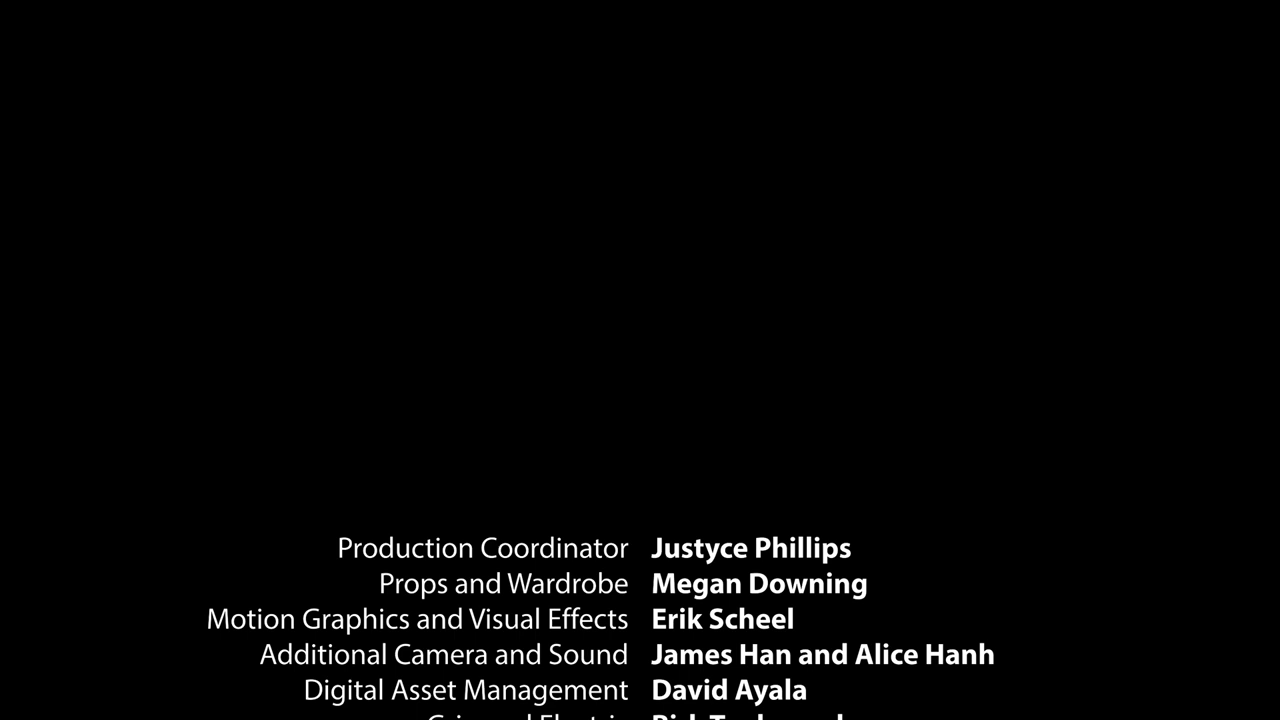 Production Coordinator Justyce Phillips
Props and Wardrobe Megan Downing
Motion Graphics and Visual Effects Erik Scheel
Additional Camera and Sound James Han and Alice Hanh
Digital Asset Management David Ayala